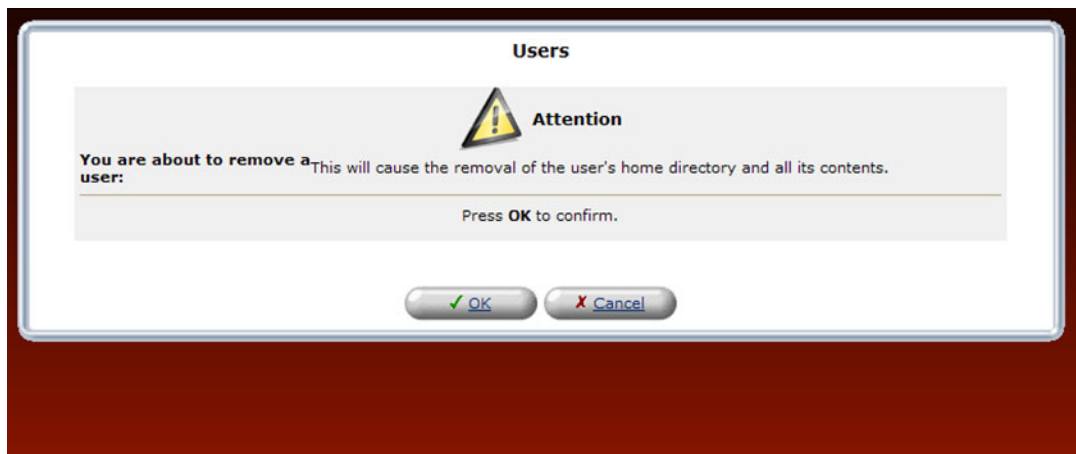 Users
Attention
You are about to remove a
user:
This will cause the removal of the user's home directory and all its contents.
Press OK to confirm.
OK
Cancel